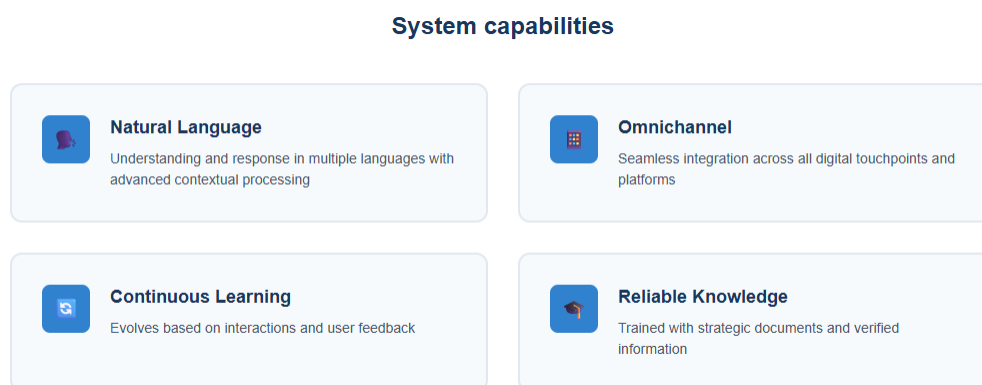 System capabilities
Natural Language
Understanding and response in multiple languages with
advanced contextual processing
Omnichannel
Seamless integration across all digital touchpoints and
platforms
Continuous Learning
Evolves based on interactions and user feedback
Reliable Knowledge
Trained with strategic documents and verified
information